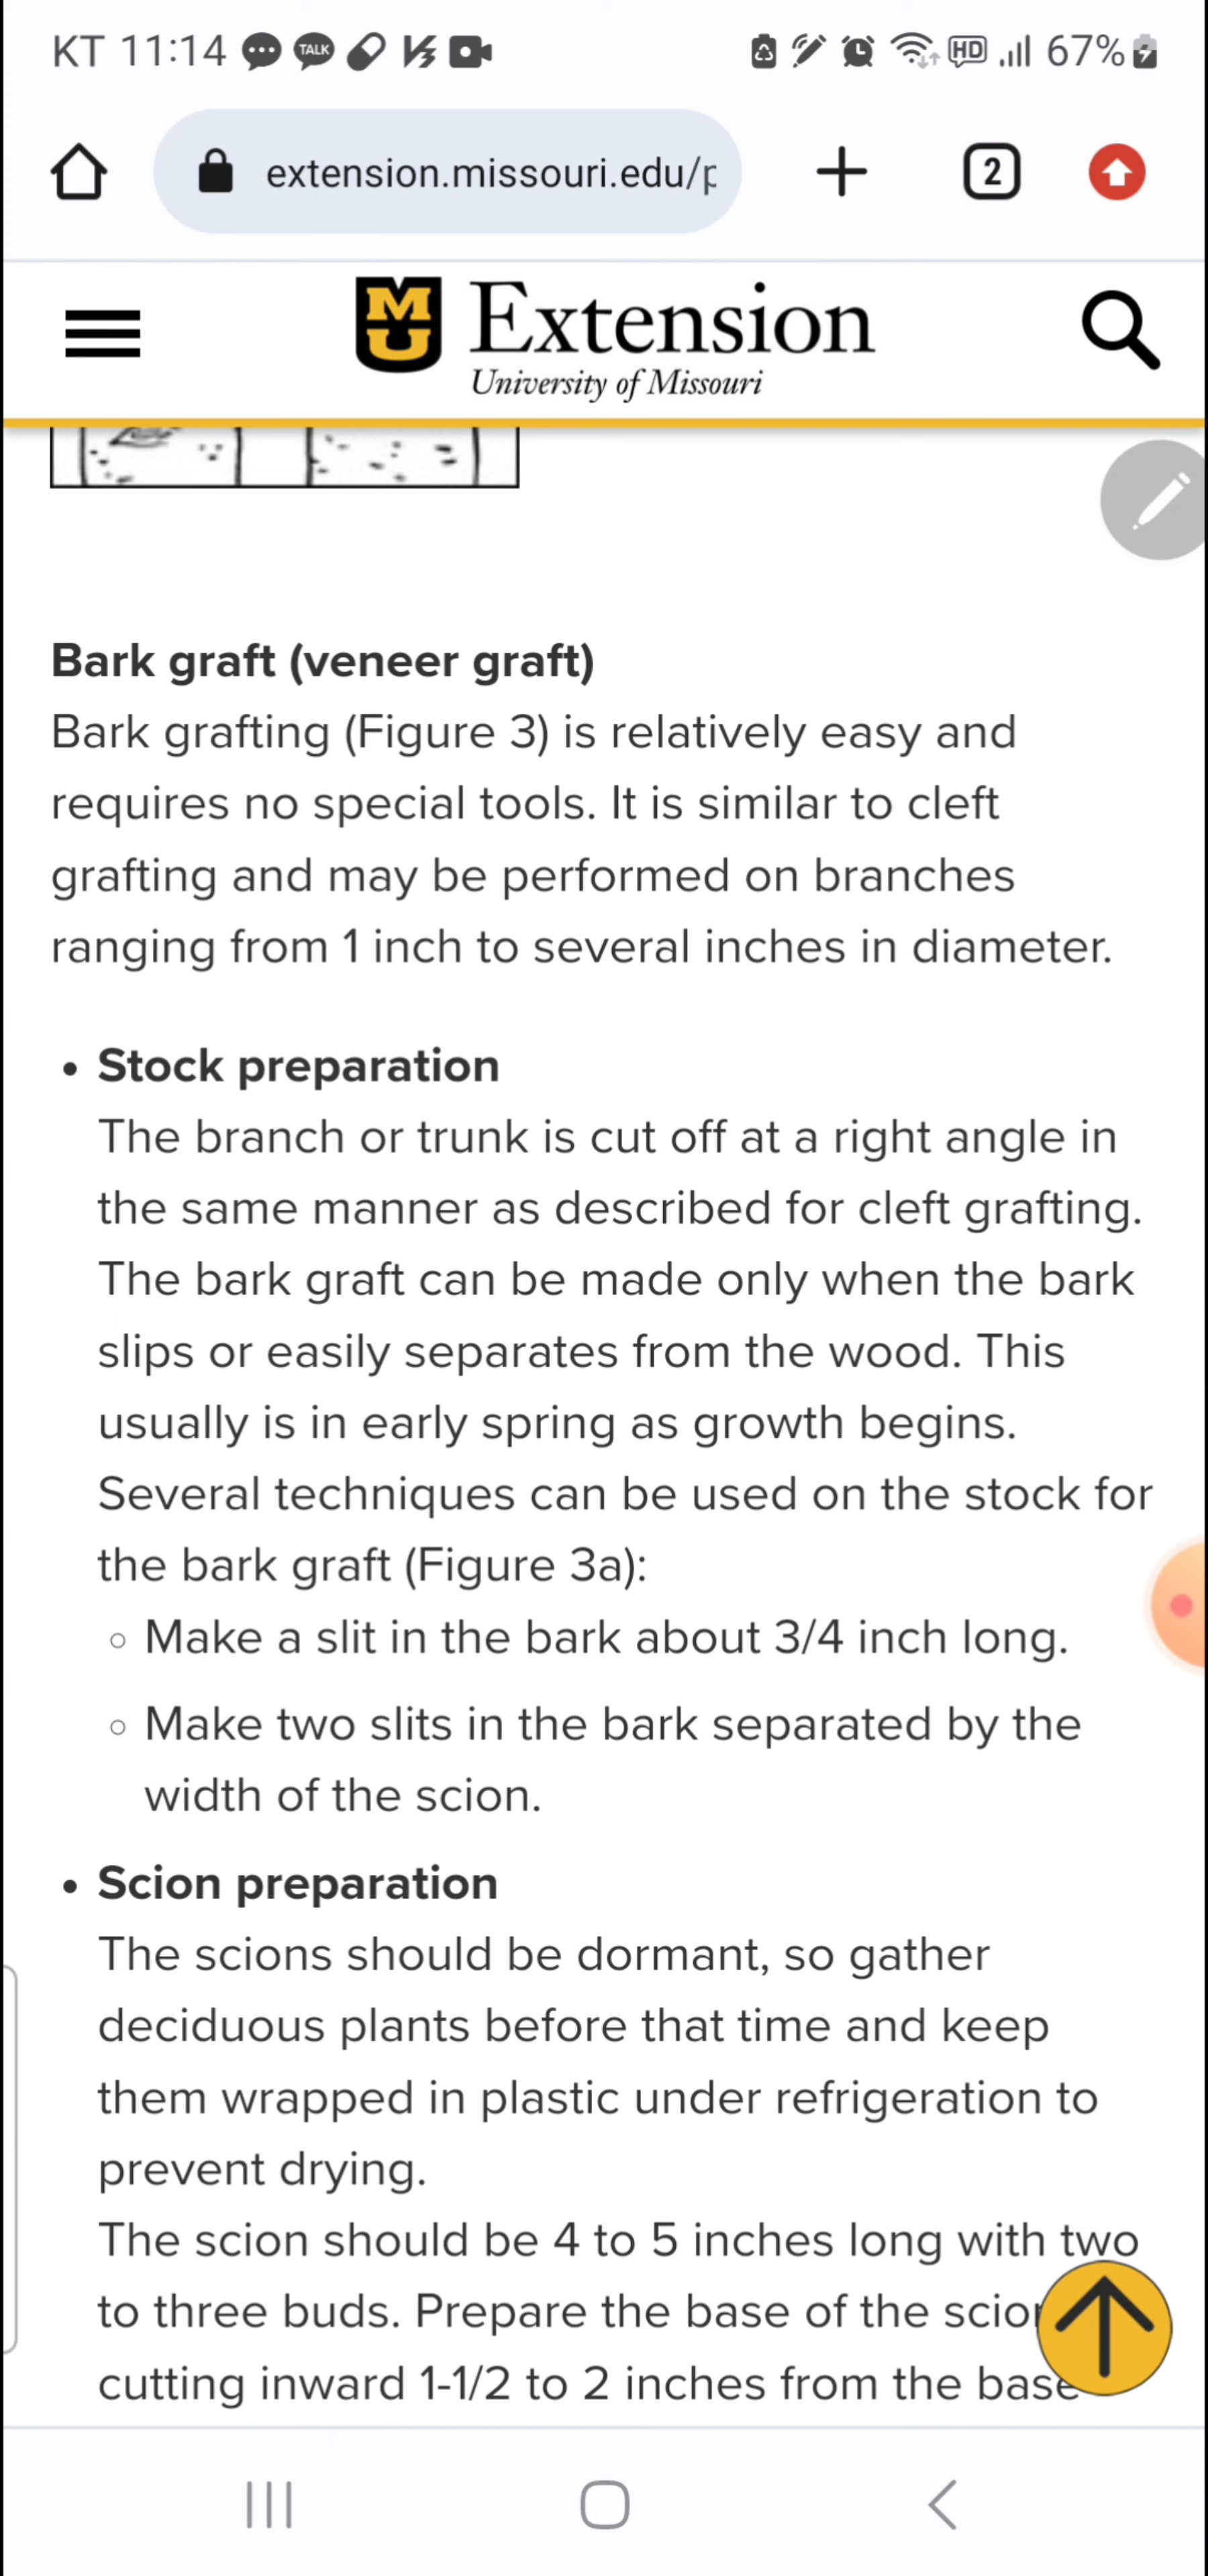 KT 11:14 TALK HD 67%
extension.missouri.edu/p 2
MU Extension
University of Missouri
Bark graft (veneer graft)
Bark grafting (Figure 3) is relatively easy and
requires no special tools. It is similar to cleft
grafting and may be performed on branches
ranging from 1 inch to several inches in diameter.
• Stock preparation
The branch or trunk is cut off at a right angle in
the same manner as described for cleft grafting.
The bark graft can be made only when the bark
slips or easily separates from the wood. This
usually is in early spring as growth begins.
Several techniques can be used on the stock for
the bark graft (Figure 3a):
◦ Make a slit in the bark about 3/4 inch long.
◦ Make two slits in the bark separated by the
width of the scion.
• Scion preparation
The scions should be dormant, so gather
deciduous plants before that time and keep
them wrapped in plastic under refrigeration to
prevent drying.
The scion should be 4 to 5 inches long with two
to three buds. Prepare the base of the
cutting inward 1-1/2 to 2 inches from the base